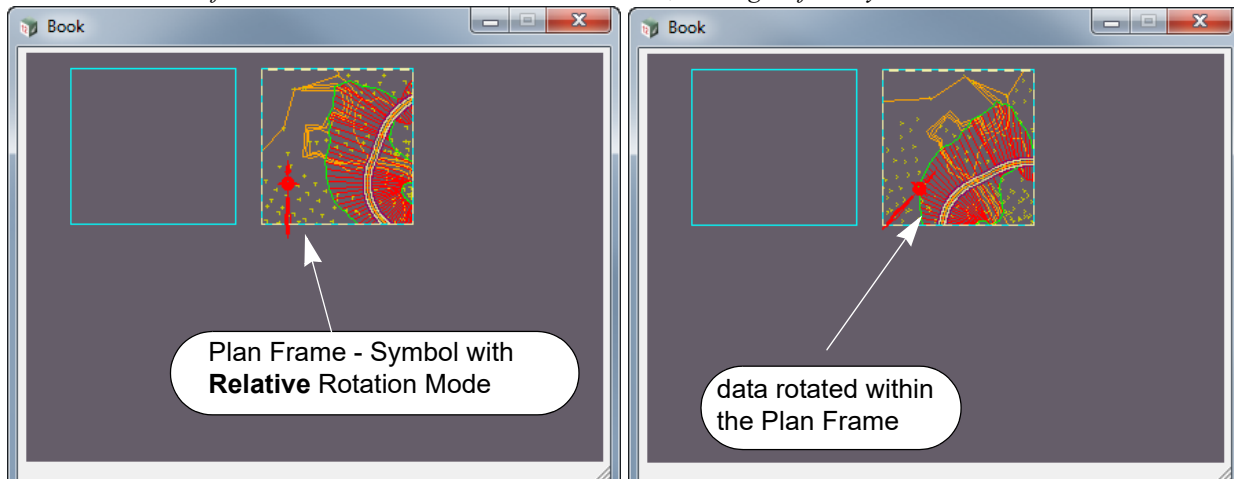 Book
Book
Plan Frame - Symbol with
Relative Rotation Mode
data rotated within
the Plan Frame